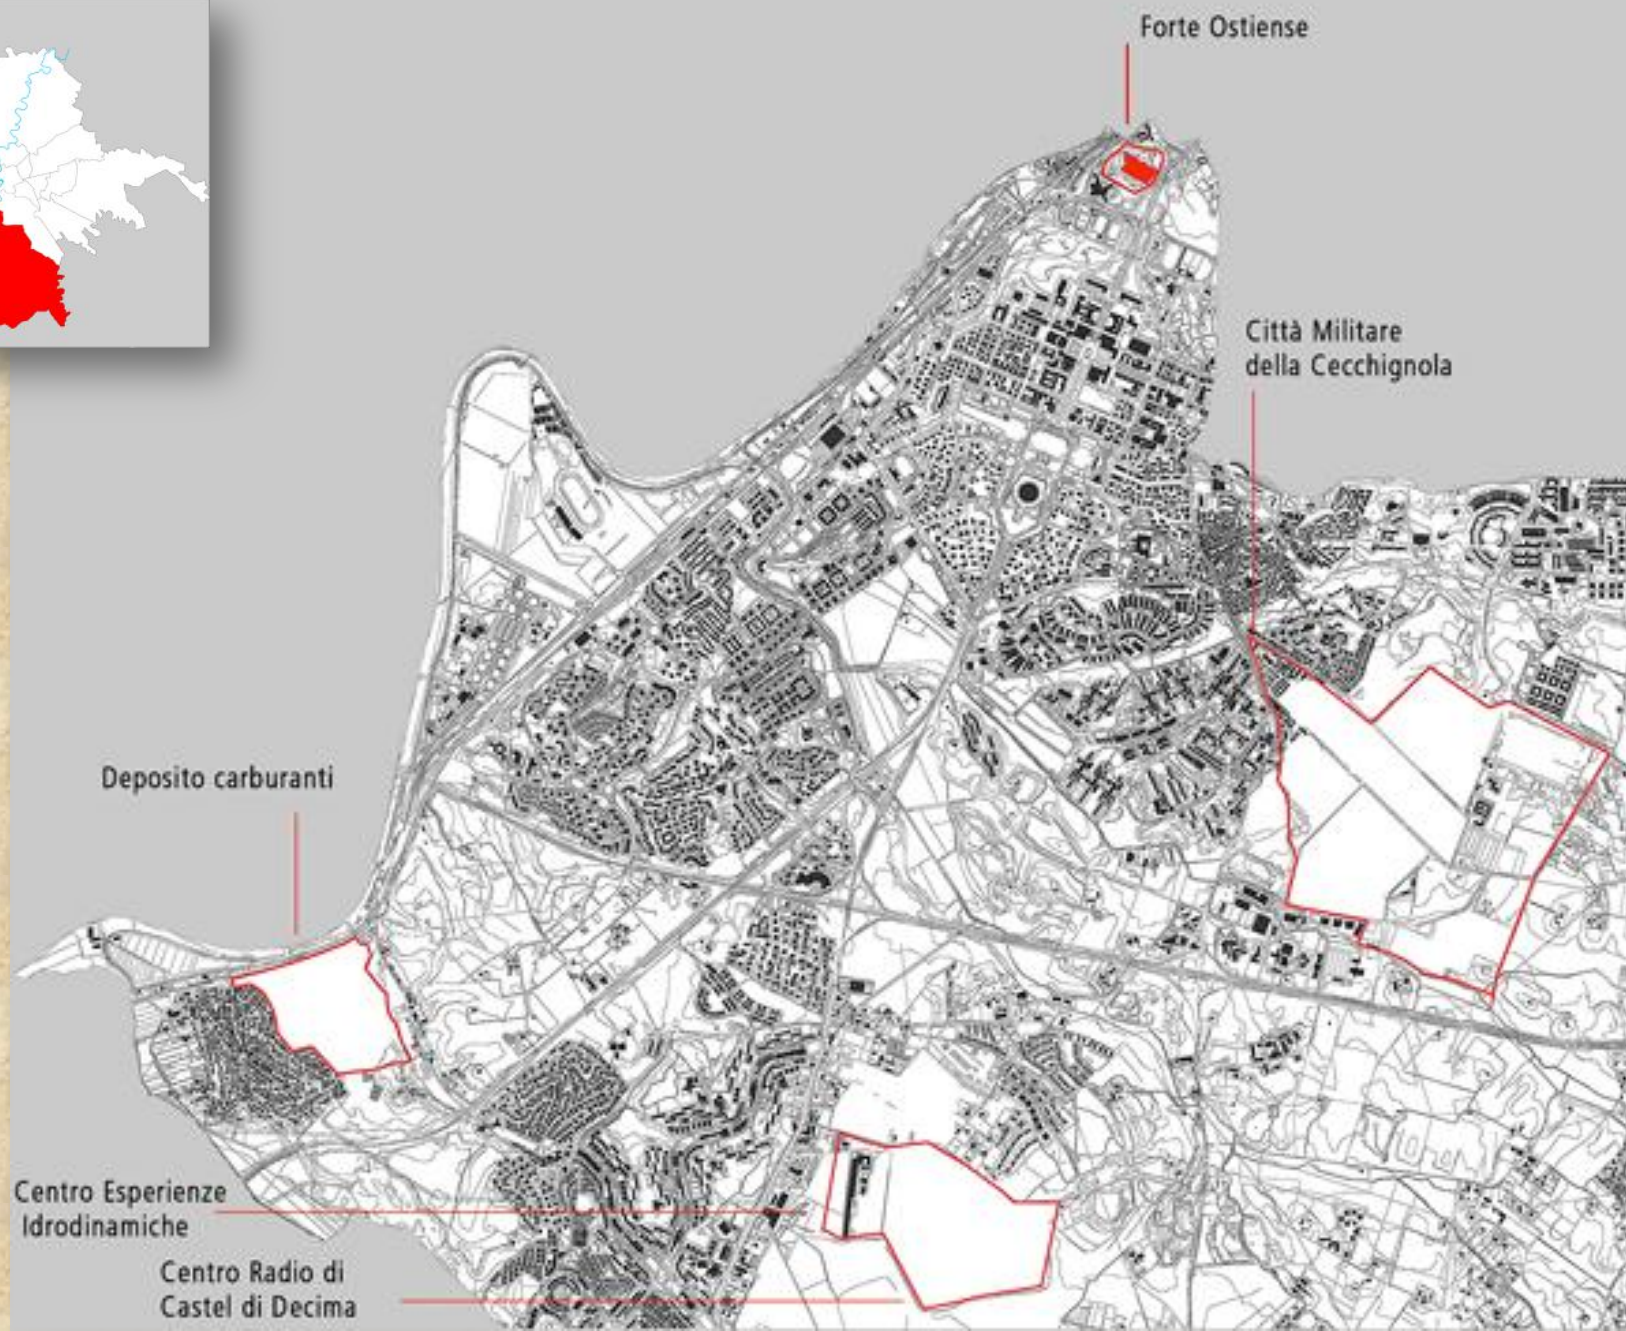 Forte Ostiense
Città Militare
della Cecchignola
Deposito carburanti
Centro Esperienze
Idrodinamiche
Centro Radio di
Castel di Decima